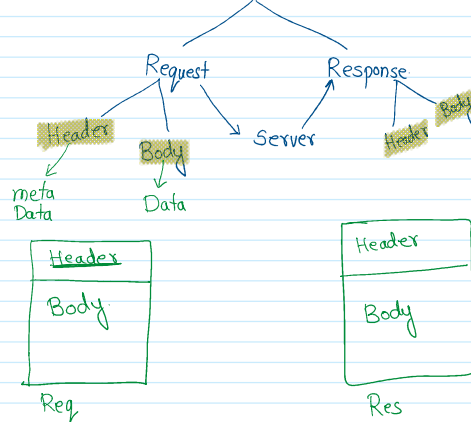 Request
Response
Header
Body
Server
Header
Body
meta
Data
Data
Header
Body
Header
Body
Req
Res